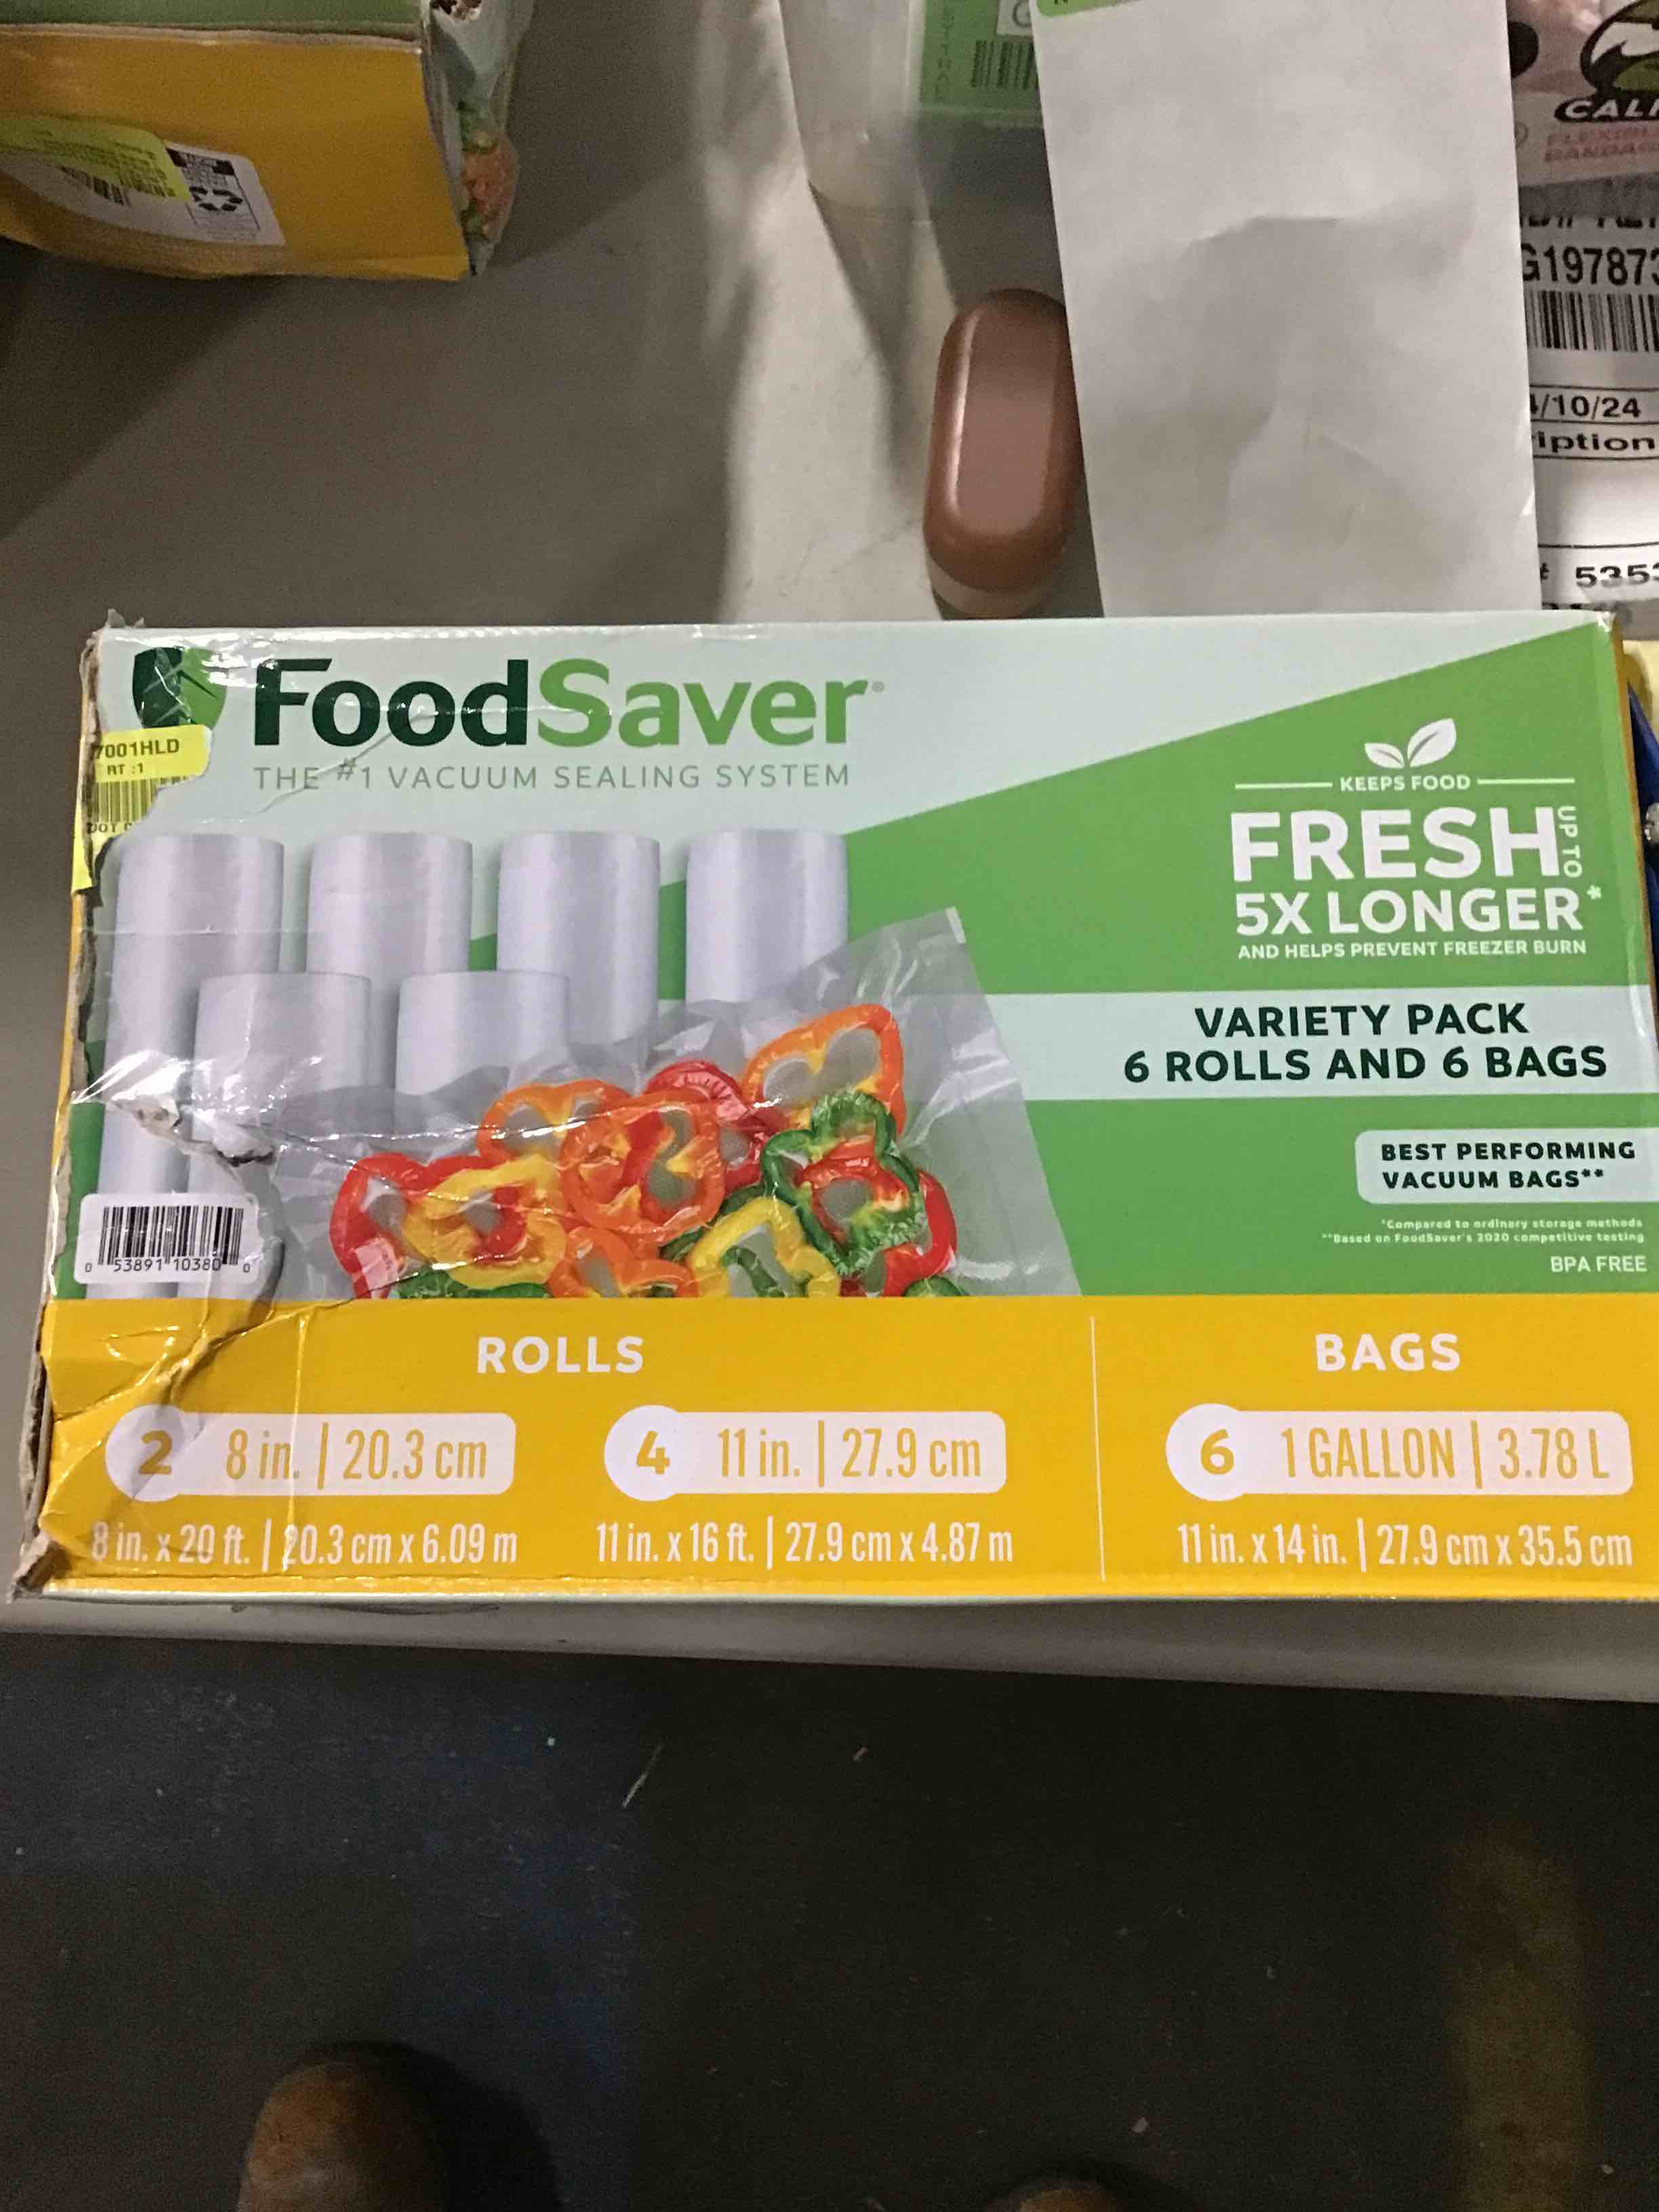 CALI
G197873
/10/24
iption
535
FoodSaver®
THE #1 VACUUM SEALING SYSTEM
7001HLD
RT :1
KEEPS FOOD
FRESH UP TO
5X LONGER*
AND HELPS PREVENT FREEZER BURN
VARIETY PACK
6 ROLLS AND 6 BAGS
BEST PERFORMING
VACUUM BAGS**
*Compared to ordinary storage methods
**Based on FoodSaver's 2020 competitive testing
BPA FREE
0 53891 10380 0
ROLLS
BAGS
2 8 in. | 20.3 cm
4 11 in. | 27.9 cm
6 1 GALLON | 3.78 L
8 in. x 20 ft. | 20.3 cm x 6.09 m
11 in. x 16 ft. | 27.9 cm x 4.87 m
11 in. x 14 in. | 27.9 cm x 35.5 cm